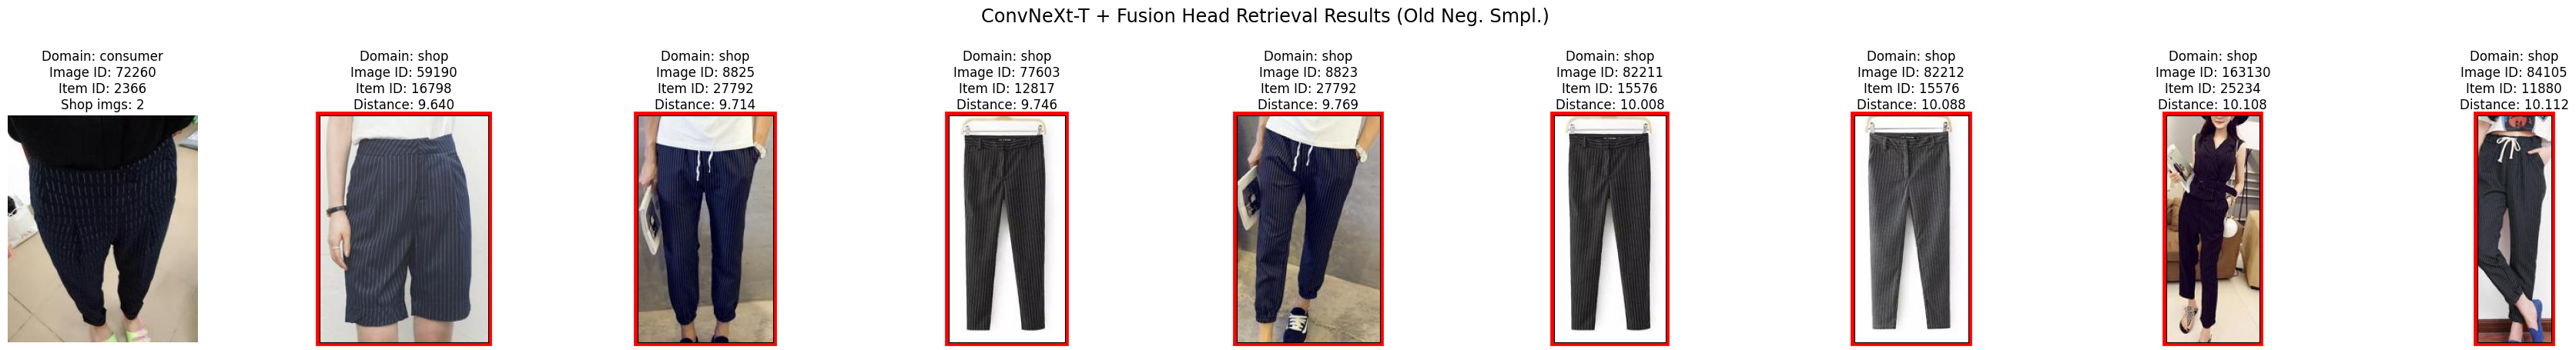 ConvNeXt-T + Fusion Head Retrieval Results (Old Neg. Smpl.)
Domain: consumer
Image ID: 72260
Item ID: 2366
Shop imgs: 2
Domain: shop
Image ID: 59190
Item ID: 16798
Distance: 9.640
Domain: shop
Image ID: 8825
Item ID: 27792
Distance: 9.714
Domain: shop
Image ID: 77603
Item ID: 12817
Distance: 9.746
Domain: shop
Image ID: 8823
Item ID: 27792
Distance: 9.769
Domain: shop
Image ID: 82211
Item ID: 15576
Distance: 10.008
Domain: shop
Image ID: 82212
Item ID: 15576
Distance: 10.088
Domain: shop
Image ID: 163130
Item ID: 25234
Distance: 10.108
Domain: shop
Image ID: 84105
Item ID: 11880
Distance: 10.112